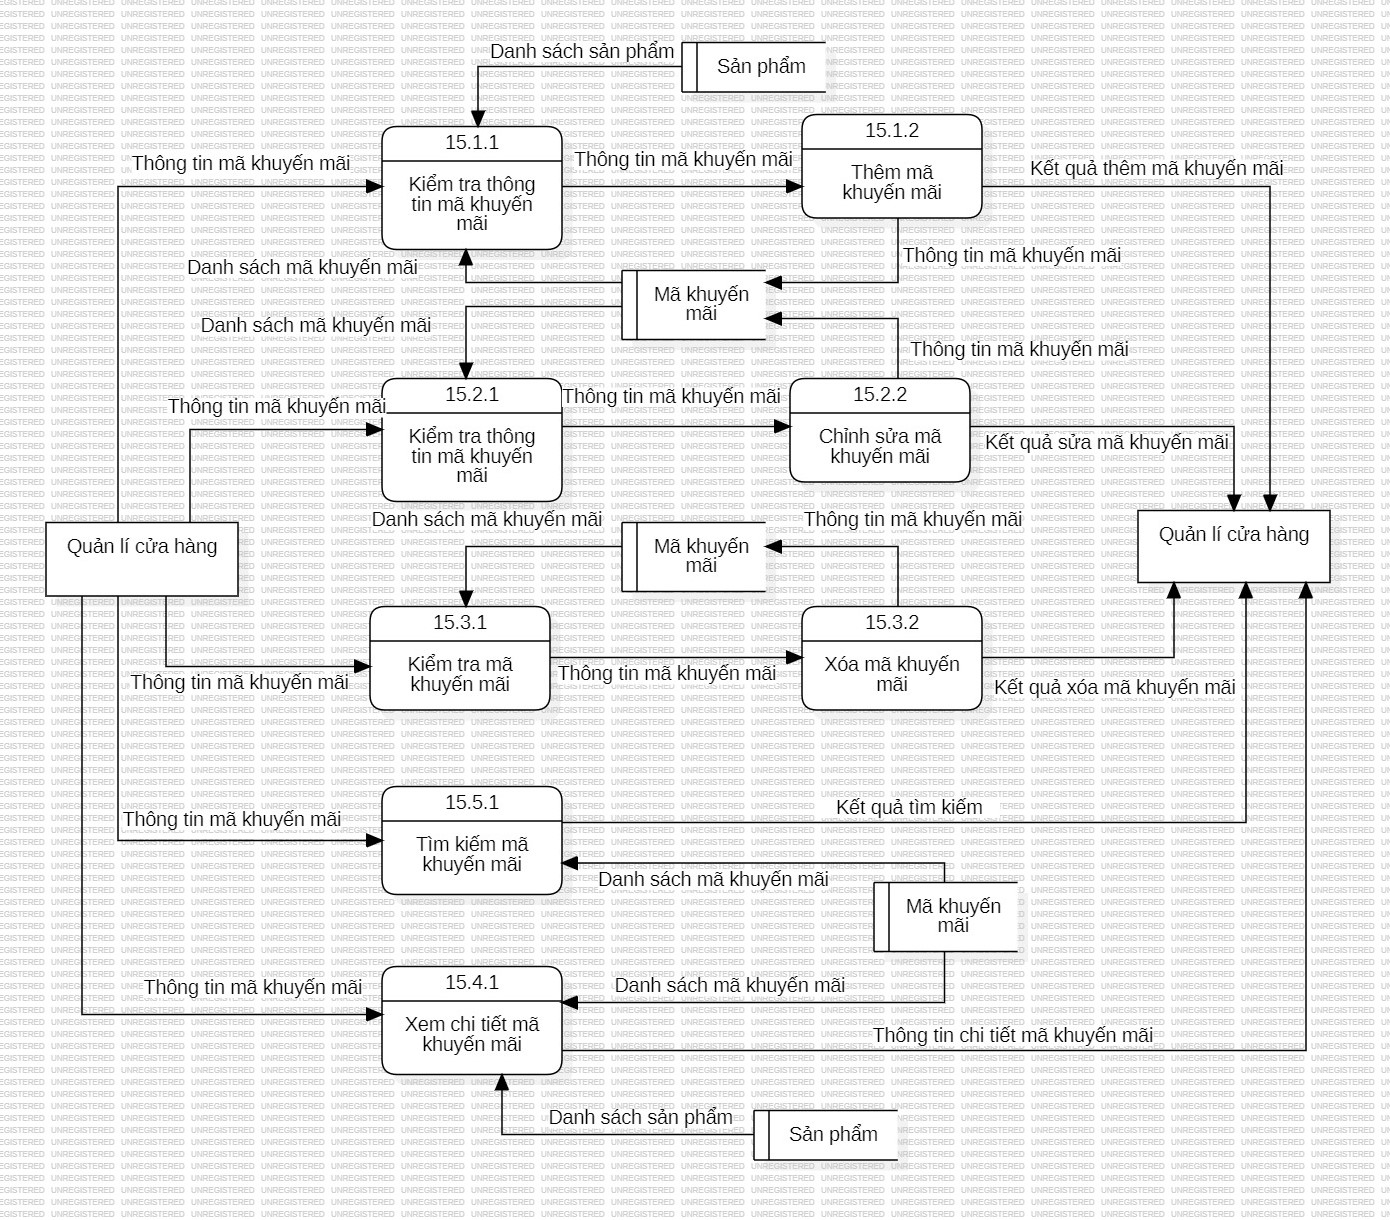 Danh sách sản phẩm
Sản phẩm
15.1.1
Kiểm tra thông
tin mã khuyến
mãi
15.1.2
Thêm mã
khuyến mãi
Thông tin mã khuyến mãi
Thông tin mã khuyến mãi
Kết quả thêm mã khuyến mãi
Danh sách mã khuyến mãi
Thông tin mã khuyến mãi
Mã khuyến
mãi
Danh sách mã khuyến mãi
Thông tin mã khuyến mãi
15.2.1
Kiểm tra thông
tin mã khuyến
mãi
15.2.2
Chỉnh sửa mã
khuyến mãi
Thông tin mã khuyến mãi
Thông tin mã khuyến mãi
Kết quả sửa mã khuyến mãi
Quản lí cửa hàng
Danh sách mã khuyến mãi
Mã khuyến
mãi
Thông tin mã khuyến mãi
Quản lí cửa hàng
15.3.1
Kiểm tra mã
khuyến mãi
15.3.2
Xóa mã khuyến
mãi
Thông tin mã khuyến mãi
Thông tin mã khuyến mãi
Kết quả xóa mã khuyến mãi
15.5.1
Tìm kiếm mã
khuyến mãi
Thông tin mã khuyến mãi
Kết quả tìm kiếm
Danh sách mã khuyến mãi
Mã khuyến
mãi
15.4.1
Xem chi tiết mã
khuyến mãi
Thông tin mã khuyến mãi
Danh sách mã khuyến mãi
Thông tin chi tiết mã khuyến mãi
Danh sách sản phẩm
Sản phẩm
UNREGISTERED